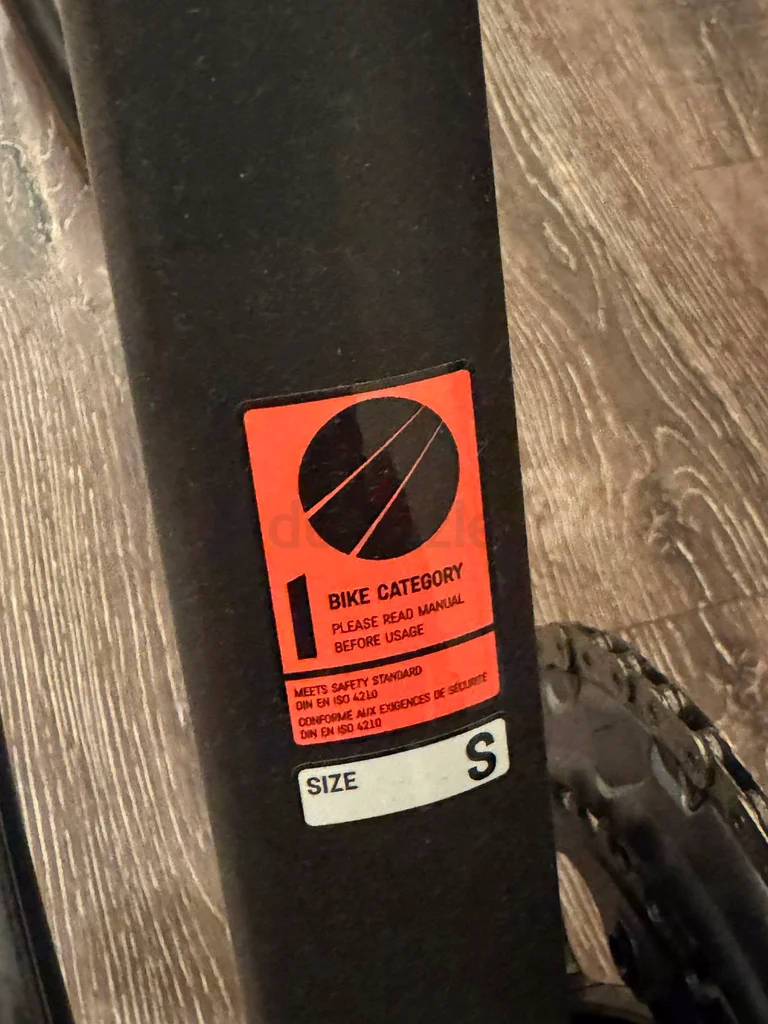 1 BIKE CATEGORY
PLEASE READ MANUAL
BEFORE USAGE
MEETS SAFETY STANDARD
DIN EN ISO 4210
CONFORME AUX EXIGENCES DE SÉCURITÉ
DIN EN ISO 4210
SIZE S